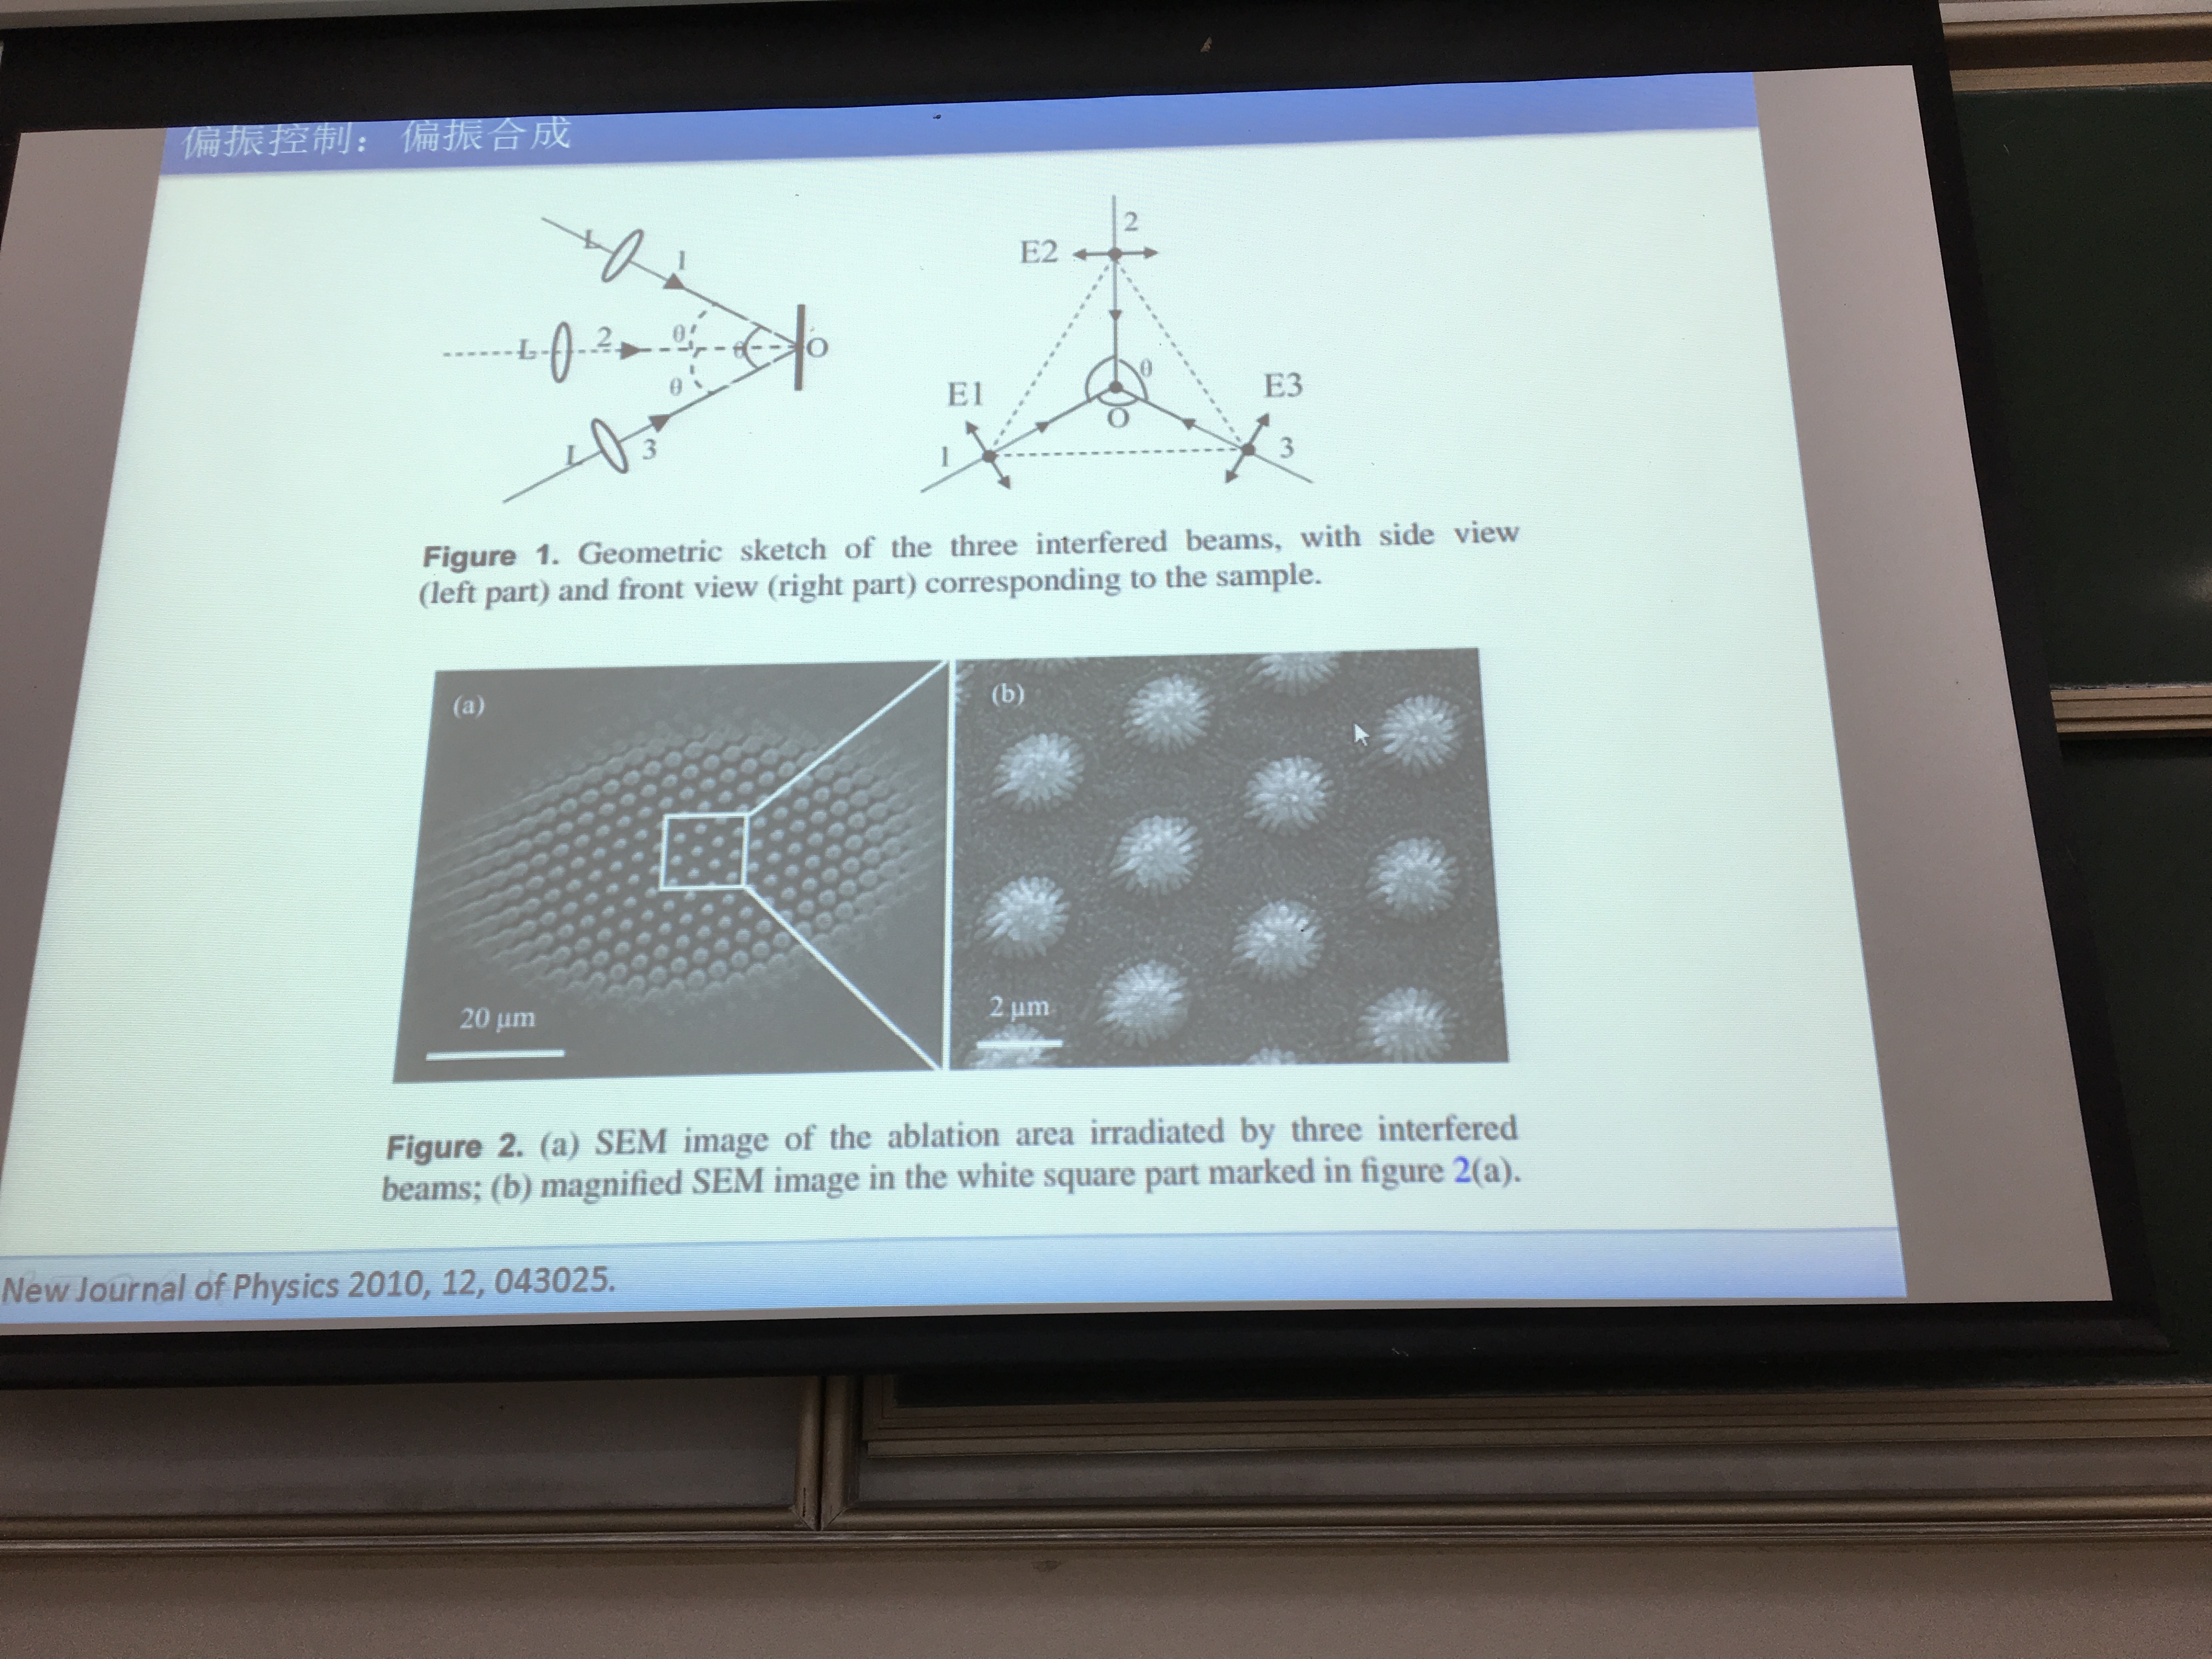 偏振控制：偏振合成
L
1
L
2
θ
θ
θ
O
L
3
2
E2
θ
E1
O
E3
1
3
Figure 1. Geometric sketch of the three interfered beams, with side view
(left part) and front view (right part) corresponding to the sample.
(a)
20 μm
(b)
2 μm
Figure 2. (a) SEM image of the ablation area irradiated by three interfered
beams; (b) magnified SEM image in the white square part marked in figure 2(a).
New Journal of Physics 2010, 12, 043025.